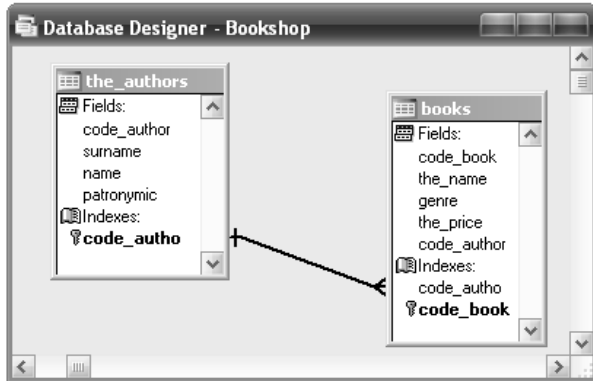 Database Designer - Bookshop
the_authors
Fields:
code_author
surname
name
patronymic
Indexes:
code_autho
books
Fields:
code_book
the_name
genre
the_price
code_author
Indexes:
code_autho
code_book